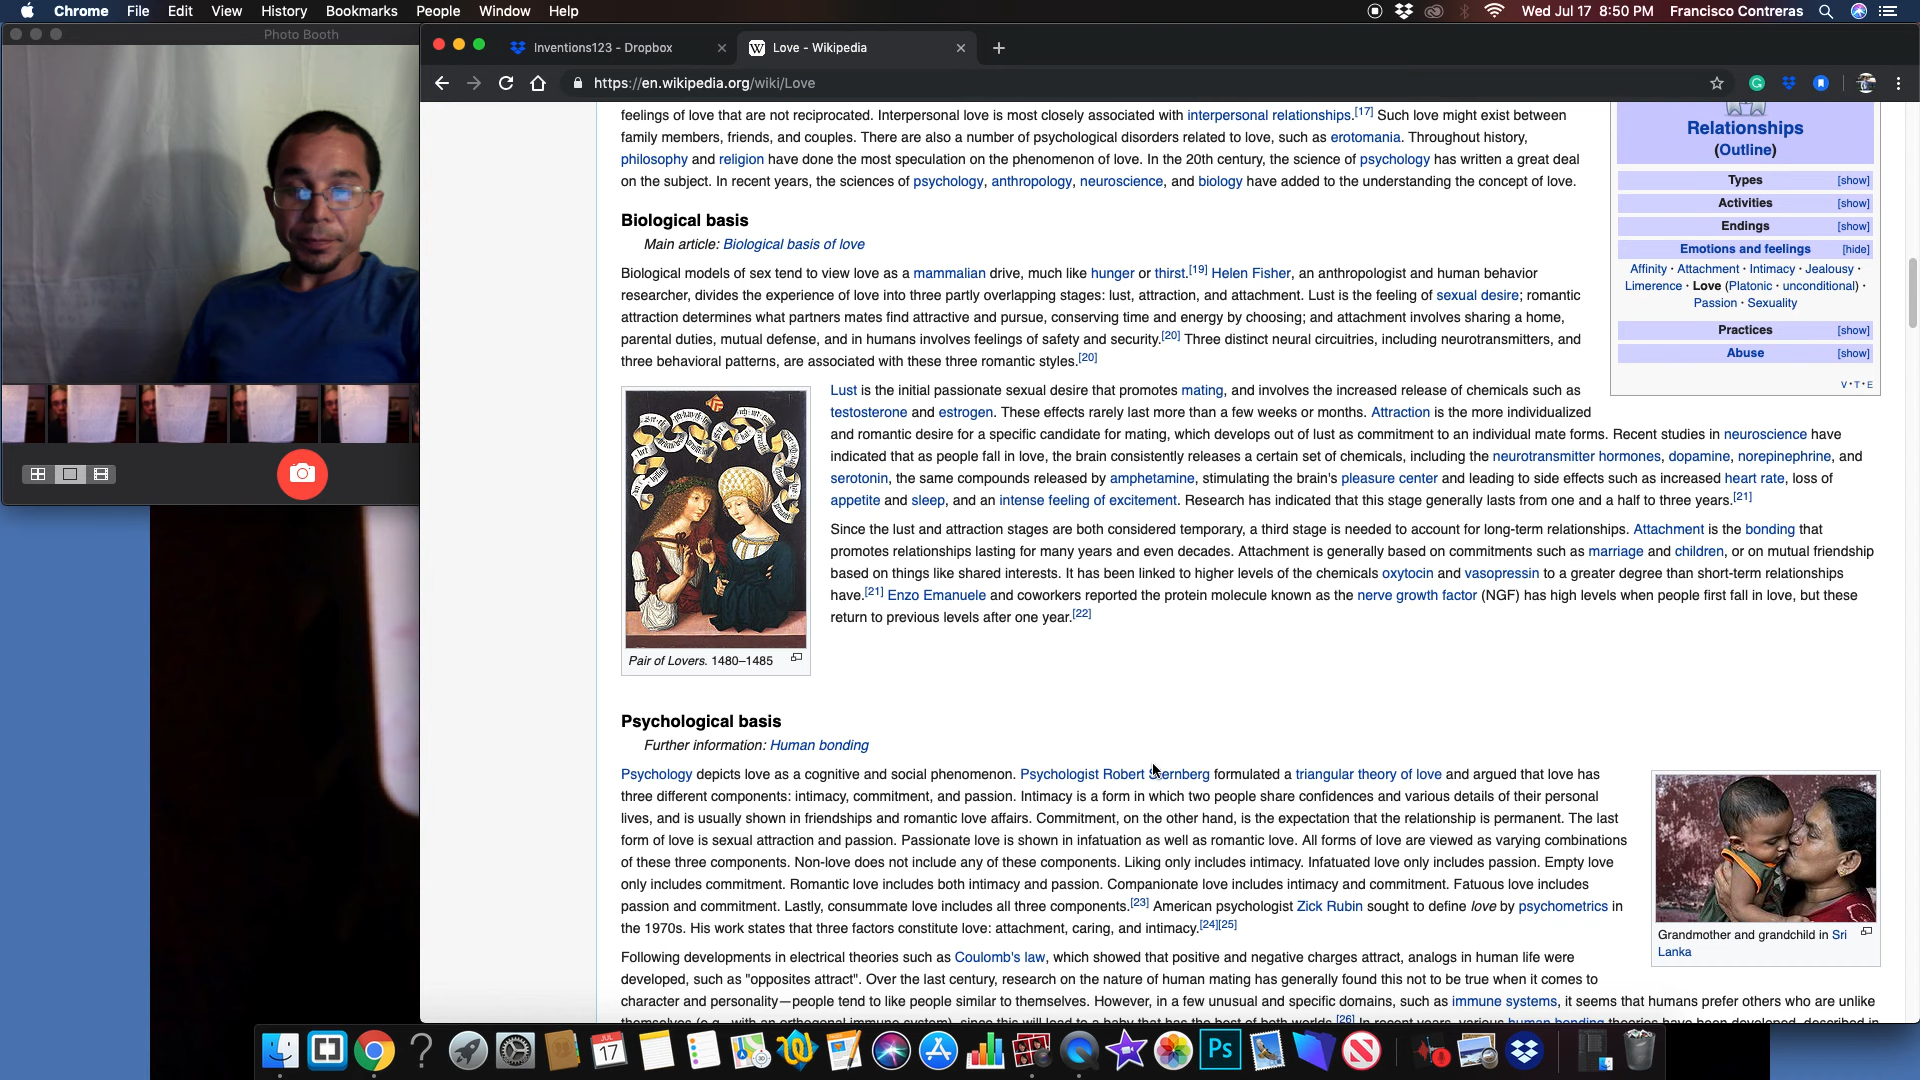 Chrome File Edit View History Bookmarks People Window Help
Wed Jul 17 8:50 PM Francisco Contreras
Photo Booth
Inventions123 - Dropbox
Love - Wikipedia
https://en.wikipedia.org/wiki/Love
feelings of love that are not reciprocated. Interpersonal love is most closely associated with interpersonal relationships.[17] Such love might exist between
family members, friends, and couples. There are also a number of psychological disorders related to love, such as erotomania. Throughout history,
philosophy and religion have done the most speculation on the phenomenon of love. In the 20th century, the science of psychology has written a great deal
on the subject. In recent years, the sciences of psychology, anthropology, neuroscience, and biology have added to the understanding the concept of love.
Relationships
(Outline)
Types [show]
Activities [show]
Endings [show]
Emotions and feelings [hide]
Affinity · Attachment · Intimacy · Jealousy ·
Limerence · Love (Platonic · unconditional) ·
Passion · Sexuality
Practices [show]
Abuse [show]
V·T·E
Biological basis
Main article: Biological basis of love
Biological models of sex tend to view love as a mammalian drive, much like hunger or thirst.[19] Helen Fisher, an anthropologist and human behavior
researcher, divides the experience of love into three partly overlapping stages: lust, attraction, and attachment. Lust is the feeling of sexual desire; romantic
attraction determines what partners mates find attractive and pursue, conserving time and energy by choosing; and attachment involves sharing a home,
parental duties, mutual defense, and in humans involves feelings of safety and security.[20] Three distinct neural circuitries, including neurotransmitters, and
three behavioral patterns, are associated with these three romantic styles.[20]
Lust is the initial passionate sexual desire that promotes mating, and involves the increased release of chemicals such as
testosterone and estrogen. These effects rarely last more than a few weeks or months. Attraction is the more individualized
and romantic desire for a specific candidate for mating, which develops out of lust as commitment to an individual mate forms. Recent studies in neuroscience have
indicated that as people fall in love, the brain consistently releases a certain set of chemicals, including the neurotransmitter hormones, dopamine, norepinephrine, and
serotonin, the same compounds released by amphetamine, stimulating the brain's pleasure center and leading to side effects such as increased heart rate, loss of
appetite and sleep, and an intense feeling of excitement. Research has indicated that this stage generally lasts from one and a half to three years.[21]
Since the lust and attraction stages are both considered temporary, a third stage is needed to account for long-term relationships. Attachment is the bonding that
promotes relationships lasting for many years and even decades. Attachment is generally based on commitments such as marriage and children, or on mutual friendship
based on things like shared interests. It has been linked to higher levels of the chemicals oxytocin and vasopressin to a greater degree than short-term relationships
have.[21] Enzo Emanuele and coworkers reported the protein molecule known as the nerve growth factor (NGF) has high levels when people first fall in love, but these
return to previous levels after one year.[22]
Pair of Lovers. 1480–1485
Psychological basis
Further information: Human bonding
Psychology depicts love as a cognitive and social phenomenon. Psychologist Robert Sternberg formulated a triangular theory of love and argued that love has
three different components: intimacy, commitment, and passion. Intimacy is a form in which two people share confidences and various details of their personal
lives, and is usually shown in friendships and romantic love affairs. Commitment, on the other hand, is the expectation that the relationship is permanent. The last
form of love is sexual attraction and passion. Passionate love is shown in infatuation as well as romantic love. All forms of love are viewed as varying combinations
of these three components. Non-love does not include any of these components. Liking only includes intimacy. Infatuated love only includes passion. Empty love
only includes commitment. Romantic love includes both intimacy and passion. Companionate love includes intimacy and commitment. Fatuous love includes
passion and commitment. Lastly, consummate love includes all three components.[23] American psychologist Zick Rubin sought to define love by psychometrics in
the 1970s. His work states that three factors constitute love: attachment, caring, and intimacy.[24][25]
Grandmother and grandchild in Sri
Lanka
Following developments in electrical theories such as Coulomb's law, which showed that positive and negative charges attract, analogs in human life were
developed, such as "opposites attract". Over the last century, research on the nature of human mating has generally found this not to be true when it comes to
character and personality—people tend to like people similar to themselves. However, in a few unusual and specific domains, such as immune systems, it seems that humans prefer others who are unlike
themselves (e.g., with an orthogonal immune system), since this will lead to a baby that has the best of both worlds.[26] In recent years, various human bonding theories have been developed, described in
JUL
17
Ps